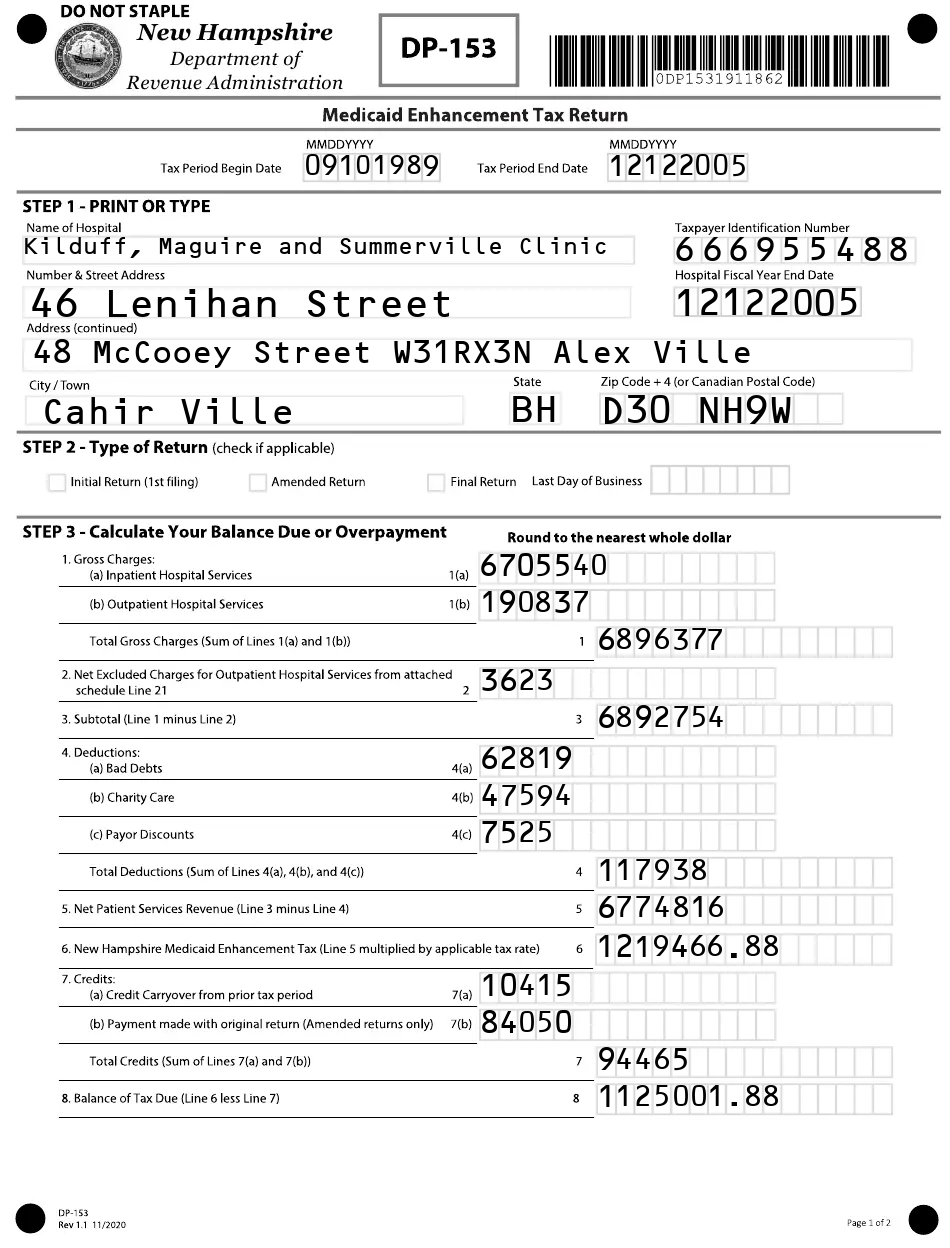 DO NOT STAPLE
New Hampshire
Department of
Revenue Administration
DP-153
0DP1531911862
Medicaid Enhancement Tax Return
MMDDYYYY MMDDYYYY
Tax Period Begin Date 09101989 Tax Period End Date 12122005
STEP 1 - PRINT OR TYPE
Name of Hospital Taxpayer Identification Number
Kilduff, Maguire and Summerville Clinic 666955488
Number & Street Address Hospital Fiscal Year End Date
46 Lenihan Street 12122005
Address (continued)
48 McCooey Street W31RX3N Alex Ville
City / Town State Zip Code + 4 (or Canadian Postal Code)
Cahir Ville BH D30 NH9W
STEP 2 - Type of Return (check if applicable)
Initial Return (1st filing) Amended Return Final Return Last Day of Business
STEP 3 - Calculate Your Balance Due or Overpayment Round to the nearest whole dollar
1. Gross Charges:
(a) Inpatient Hospital Services 1(a) 6705540
(b) Outpatient Hospital Services 1(b) 190837
Total Gross Charges (Sum of Lines 1(a) and 1(b)) 1 6896377
2. Net Excluded Charges for Outpatient Hospital Services from attached
schedule Line 21 2 3623
3. Subtotal (Line 1 minus Line 2) 3 6892754
4. Deductions:
(a) Bad Debts 4(a) 62819
(b) Charity Care 4(b) 47594
(c) Payor Discounts 4(c) 7525
Total Deductions (Sum of Lines 4(a), 4(b), and 4(c)) 4 117938
5. Net Patient Services Revenue (Line 3 minus Line 4) 5 6774816
6. New Hampshire Medicaid Enhancement Tax (Line 5 multiplied by applicable tax rate) 6 1219466.88
7. Credits:
(a) Credit Carryover from prior tax period 7(a) 10415
(b) Payment made with original return (Amended returns only) 7(b) 84050
Total Credits (Sum of Lines 7(a) and 7(b)) 7 94465
8. Balance of Tax Due (Line 6 less Line 7) 8 1125001.88
DP-153
Rev 1.1 11/2020 Page 1 of 2